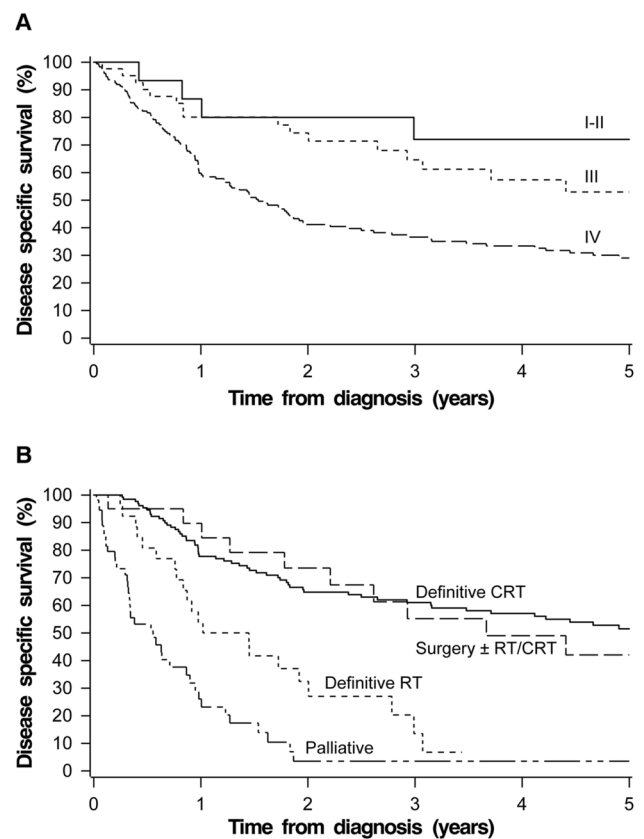 A
Disease specific survival (%)
100
90
80
70
60
50
40
30
20
10
0
I-II
III
IV
0 1 2 3 4 5
Time from diagnosis (years)
B
Disease specific survival (%)
100
90
80
70
60
50
40
30
20
10
0
Definitive CRT
Surgery ± RT/CRT
Definitive RT
Palliative
0 1 2 3 4 5
Time from diagnosis (years)